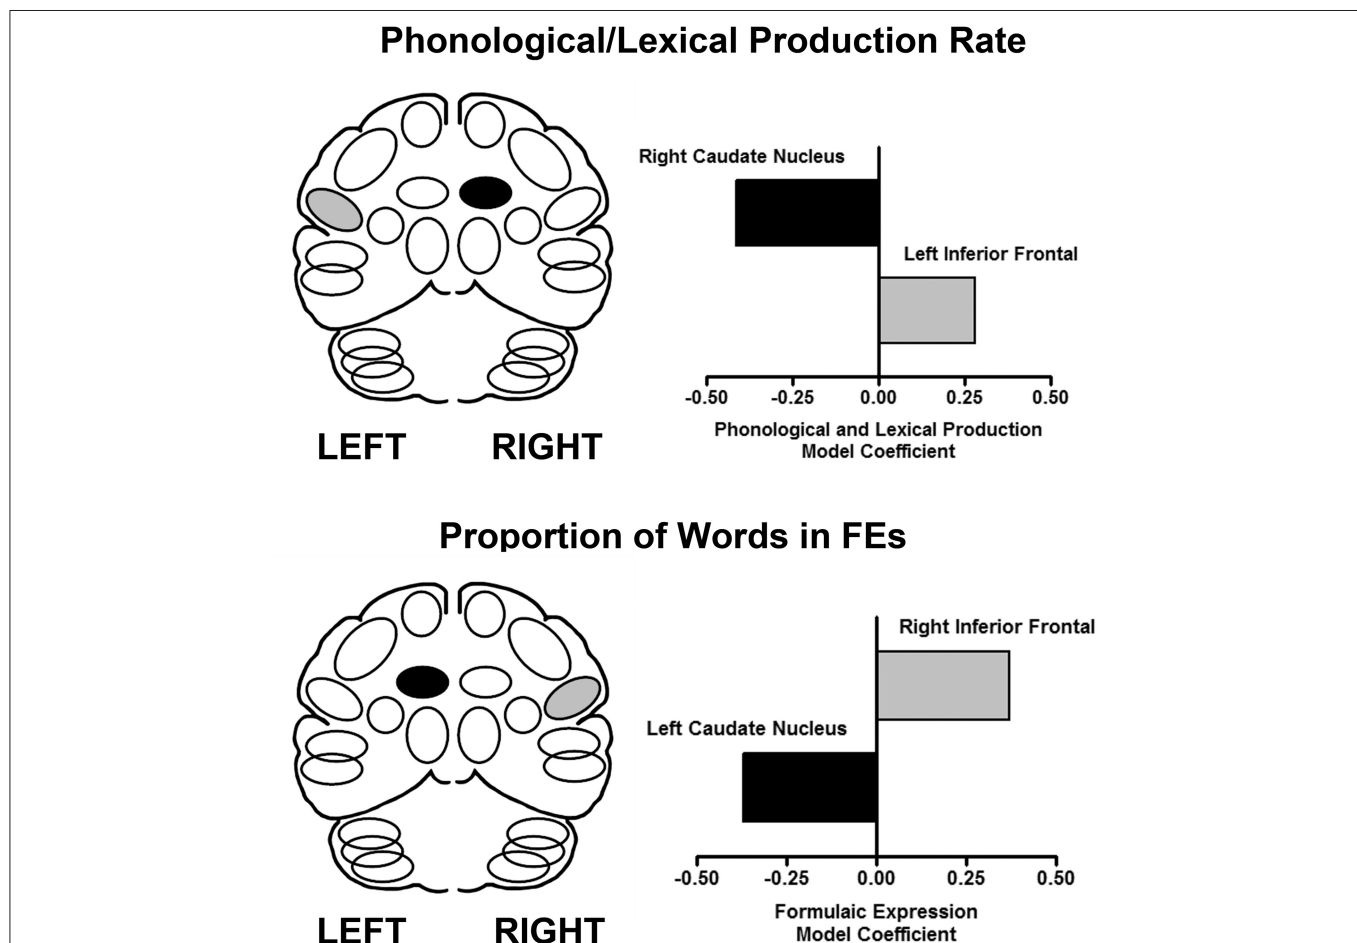 Phonological/Lexical Production Rate
Right Caudate Nucleus
Left Inferior Frontal
-0.50 -0.25 0.00 0.25 0.50
Phonological and Lexical Production
Model Coefficient
LEFT RIGHT
Proportion of Words in FEs
Right Inferior Frontal
Left Caudate Nucleus
-0.50 -0.25 0.00 0.25 0.50
Formulaic Expression
Model Coefficient
LEFT RIGHT